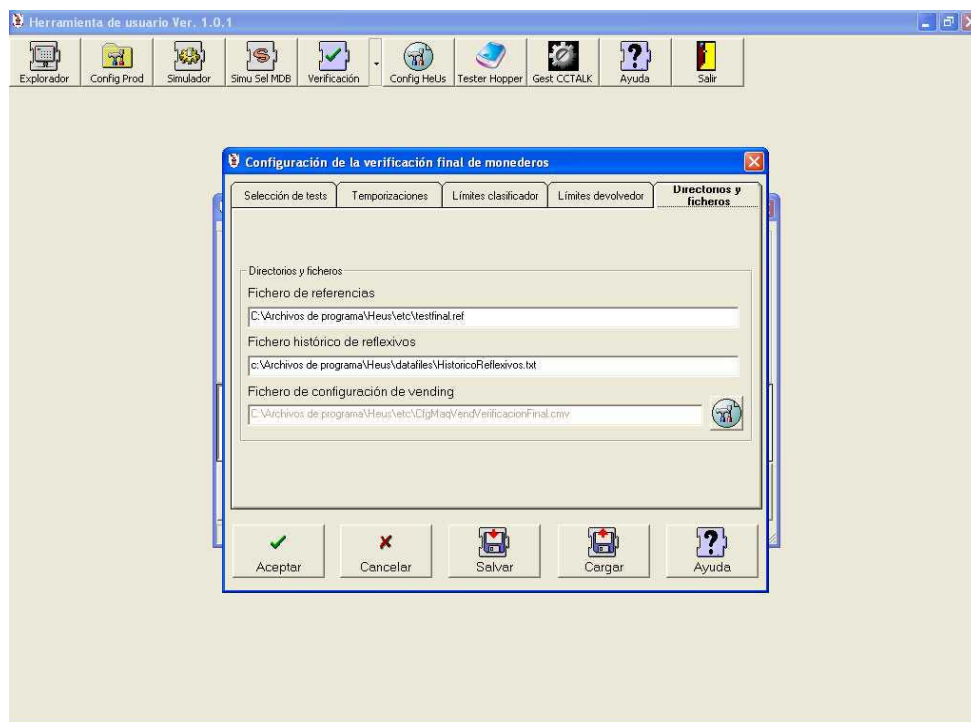 Herramienta de usuario Ver. 1.0.1
Explorador Config Prod Simulador Simu Sel MDB Verificación Config HeUs Tester Hopper Gest CCTALK Ayuda Salir
Configuración de la verificación final de monederos
Selección de tests Temporizaciones Límites clasificador Límites devolvedor Directorios y ficheros
Directorios y ficheros
Fichero de referencias
C:\Archivos de programa\Heus\etc\testfinal.ref
Fichero histórico de reflexivos
c:\Archivos de programa\Heus\datafiles\HistoricoReflexivos.txt
Fichero de configuración de vending
C:\Archivos de programa\Heus\etc\CfgMaqVendVerificacionFinal.cmv
Aceptar Cancelar Salvar Cargar Ayuda